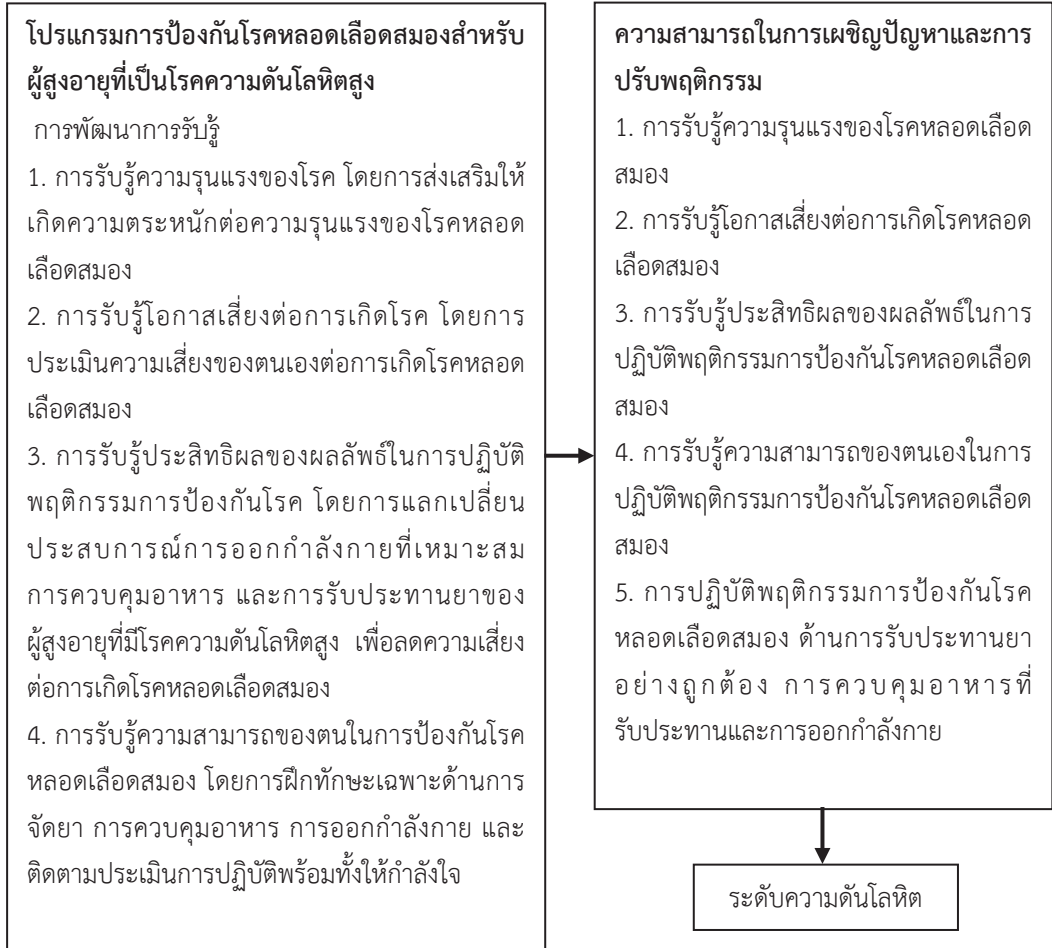 โปรแกรมการป้องกันโรคหลอดเลือดสมองสำหรับ
ผู้สูงอายุที่เป็นโรคความดันโลหิตสูง
การพัฒนาการรับรู้
1. การรับรู้ความรุนแรงของโรค โดยการส่งเสริมให้
เกิดความตระหนักต่อความรุนแรงของโรคหลอด
เลือดสมอง
2. การรับรู้โอกาสเสี่ยงต่อการเกิดโรค โดยการ
ประเมินความเสี่ยงของตนเองต่อการเกิดโรคหลอด
เลือดสมอง
3. การรับรู้ประสิทธิผลของผลลัพธ์ในการปฏิบัติ
พฤติกรรมการป้องกันโรค โดยการแลกเปลี่ยน
ประสบการณ์การออกกำลังกายที่เหมาะสม
การควบคุมอาหาร และการรับประทานยาของ
ผู้สูงอายุที่มีโรคความดันโลหิตสูง เพื่อลดความเสี่ยง
ต่อการเกิดโรคหลอดเลือดสมอง
4. การรับรู้ความสามารถของตนในการป้องกันโรค
หลอดเลือดสมอง โดยการฝึกทักษะเฉพาะด้านการ
จัดยา การควบคุมอาหาร การออกกำลังกาย และ
ติดตามประเมินการปฏิบัติพร้อมทั้งให้กำลังใจ
ความสามารถในการเผชิญปัญหาและการ
ปรับพฤติกรรม
1. การรับรู้ความรุนแรงของโรคหลอดเลือด
สมอง
2. การรับรู้โอกาสเสี่ยงต่อการเกิดโรคหลอด
เลือดสมอง
3. การรับรู้ประสิทธิผลของผลลัพธ์ในการ
ปฏิบัติพฤติกรรมการป้องกันโรคหลอดเลือด
สมอง
4. การรับรู้ความสามารถของตนเองในการ
ปฏิบัติพฤติกรรมการป้องกันโรคหลอดเลือด
สมอง
5. การปฏิบัติพฤติกรรมการป้องกันโรค
หลอดเลือดสมอง ด้านการรับประทานยา
อย่างถูกต้อง การควบคุมอาหารที่
รับประทานและการออกกำลังกาย
ระดับความดันโลหิต